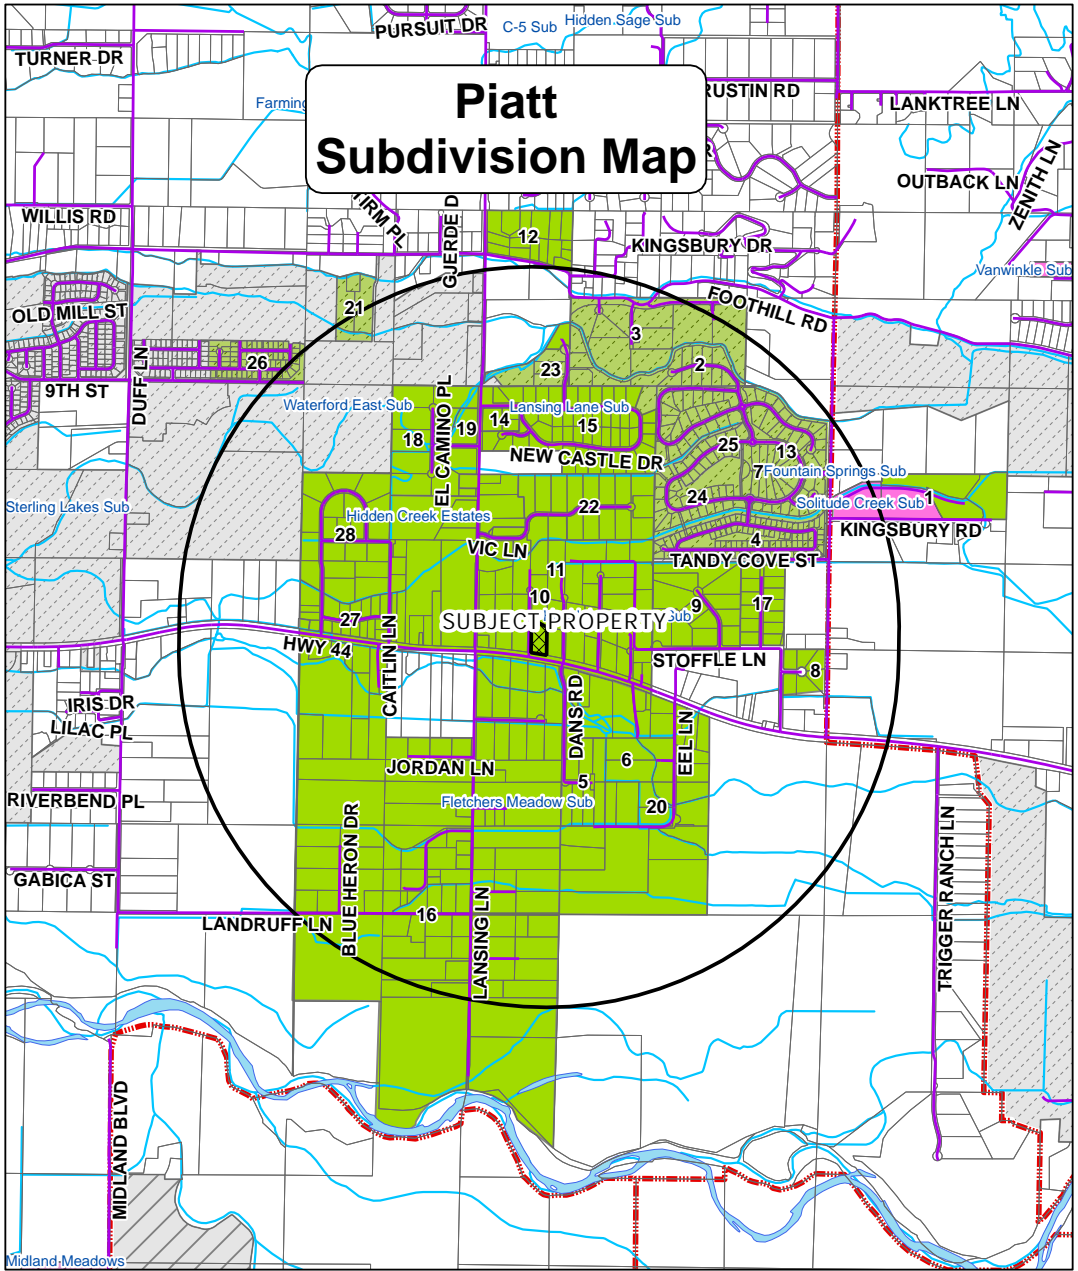 PURSUIT DR
C-5 Sub
Hidden Sage Sub
TURNER DR
Piatt
Subdivision Map
Farming
RUSTIN RD
LANKTREE LN
OUTBACK LN
ZENITH LN
WILLIS RD
GJERDE D
12
KINGSBURY DR
Vanwinkle Sub
OLD MILL ST
21
FOOTHILL RD
3
DUFF LN
26
23
2
9TH ST
Waterford East Sub
EL CAMINO PL
Lansing Lane Sub
18
19
14
15
25
13
NEW CASTLE DR
7
Fountain Springs Sub
Sterling Lakes Sub
Hidden Creek Estates
22
24
Solitude Creek Sub
1
28
VIC LN
4
KINGSBURY RD
TANDY COVE ST
11
10
9
17
27
SUBJECT PROPERTY
Sub
HWY 44
CAITLIN LN
STOFFLE LN
8
IRIS DR
LILAC PL
DANS RD
EEL LN
JORDAN LN
6
5
RIVERBEND PL
Fletchers Meadow Sub
20
BLUE HERON DR
TRIGGER RANCH LN
GABICA ST
LANDRUFF LN
16
LANSING LN
MIDLAND BLVD
Midland Meadows